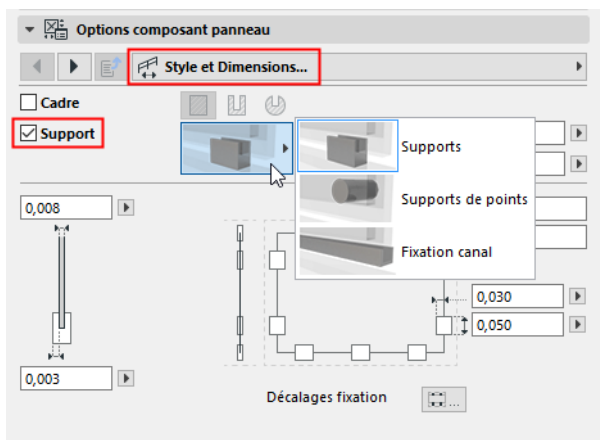 Options composant panneau
Style et Dimensions...
Cadre
Support
Supports
Supports de points
Fixation canal
0,008
0,030
0,050
0,003
Décalages fixation
...